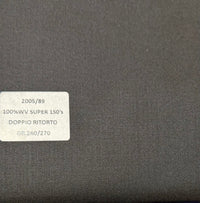 2005/89
100%WV SUPER 150's
DOPPIO RITORTO
GR.260/270